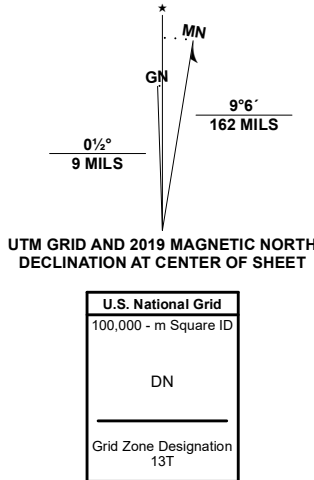 ★
MN
GN
9°6´
162 MILS
0½°
9 MILS
UTM GRID AND 2019 MAGNETIC NORTH
DECLINATION AT CENTER OF SHEET
U.S. National Grid
100,000 - m Square ID
DN
Grid Zone Designation
13T